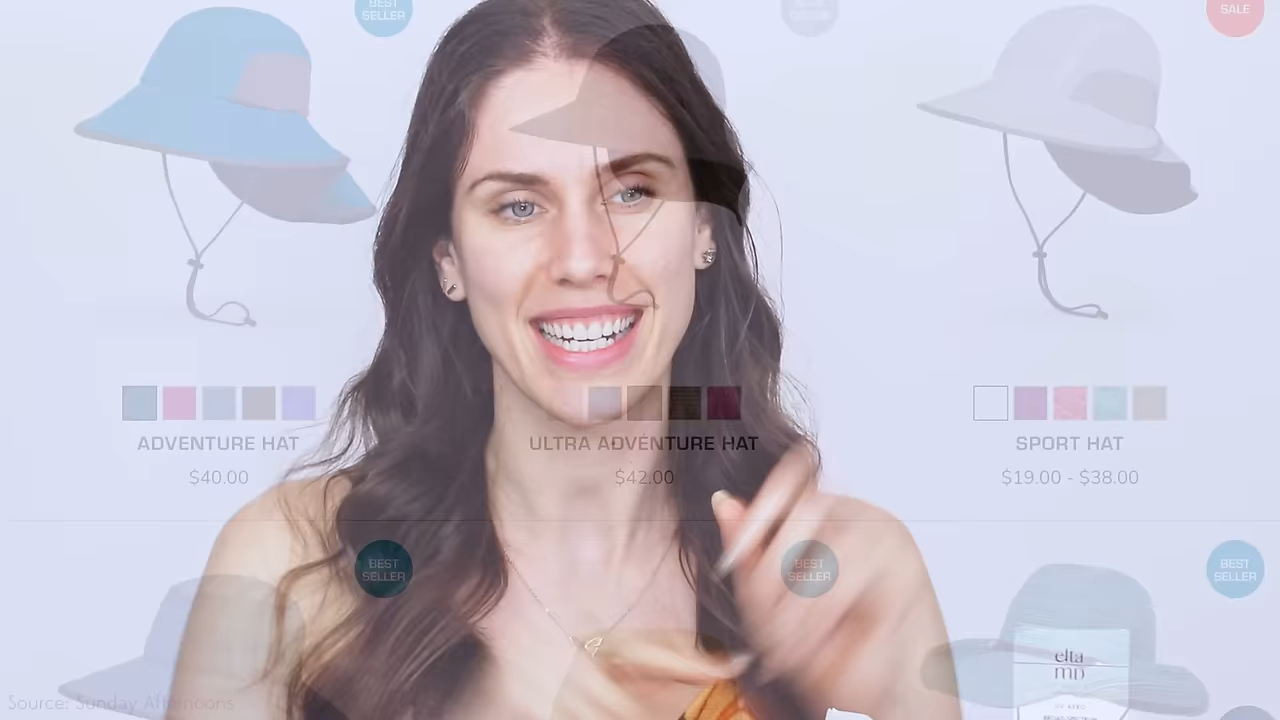 BEST
SELLER
SALE
ADVENTURE HAT
ULTRA ADVENTURE HAT
SPORT HAT
$40.00
$42.00
$19.00 - $38.00
BEST
SELLER
BEST
SELLER
BEST
SELLER
elta
MD
Source: Sunday Afternoons